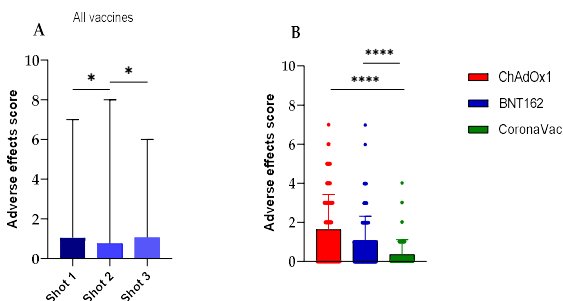 All vaccines
A
*
*
Adverse effects score
10
8
6
4
2
0
Shot 1
Shot 2
Shot 3
B
****
****
Adverse effects score
10
8
6
4
2
0
ChAdOx1
BNT162
CoronaVac